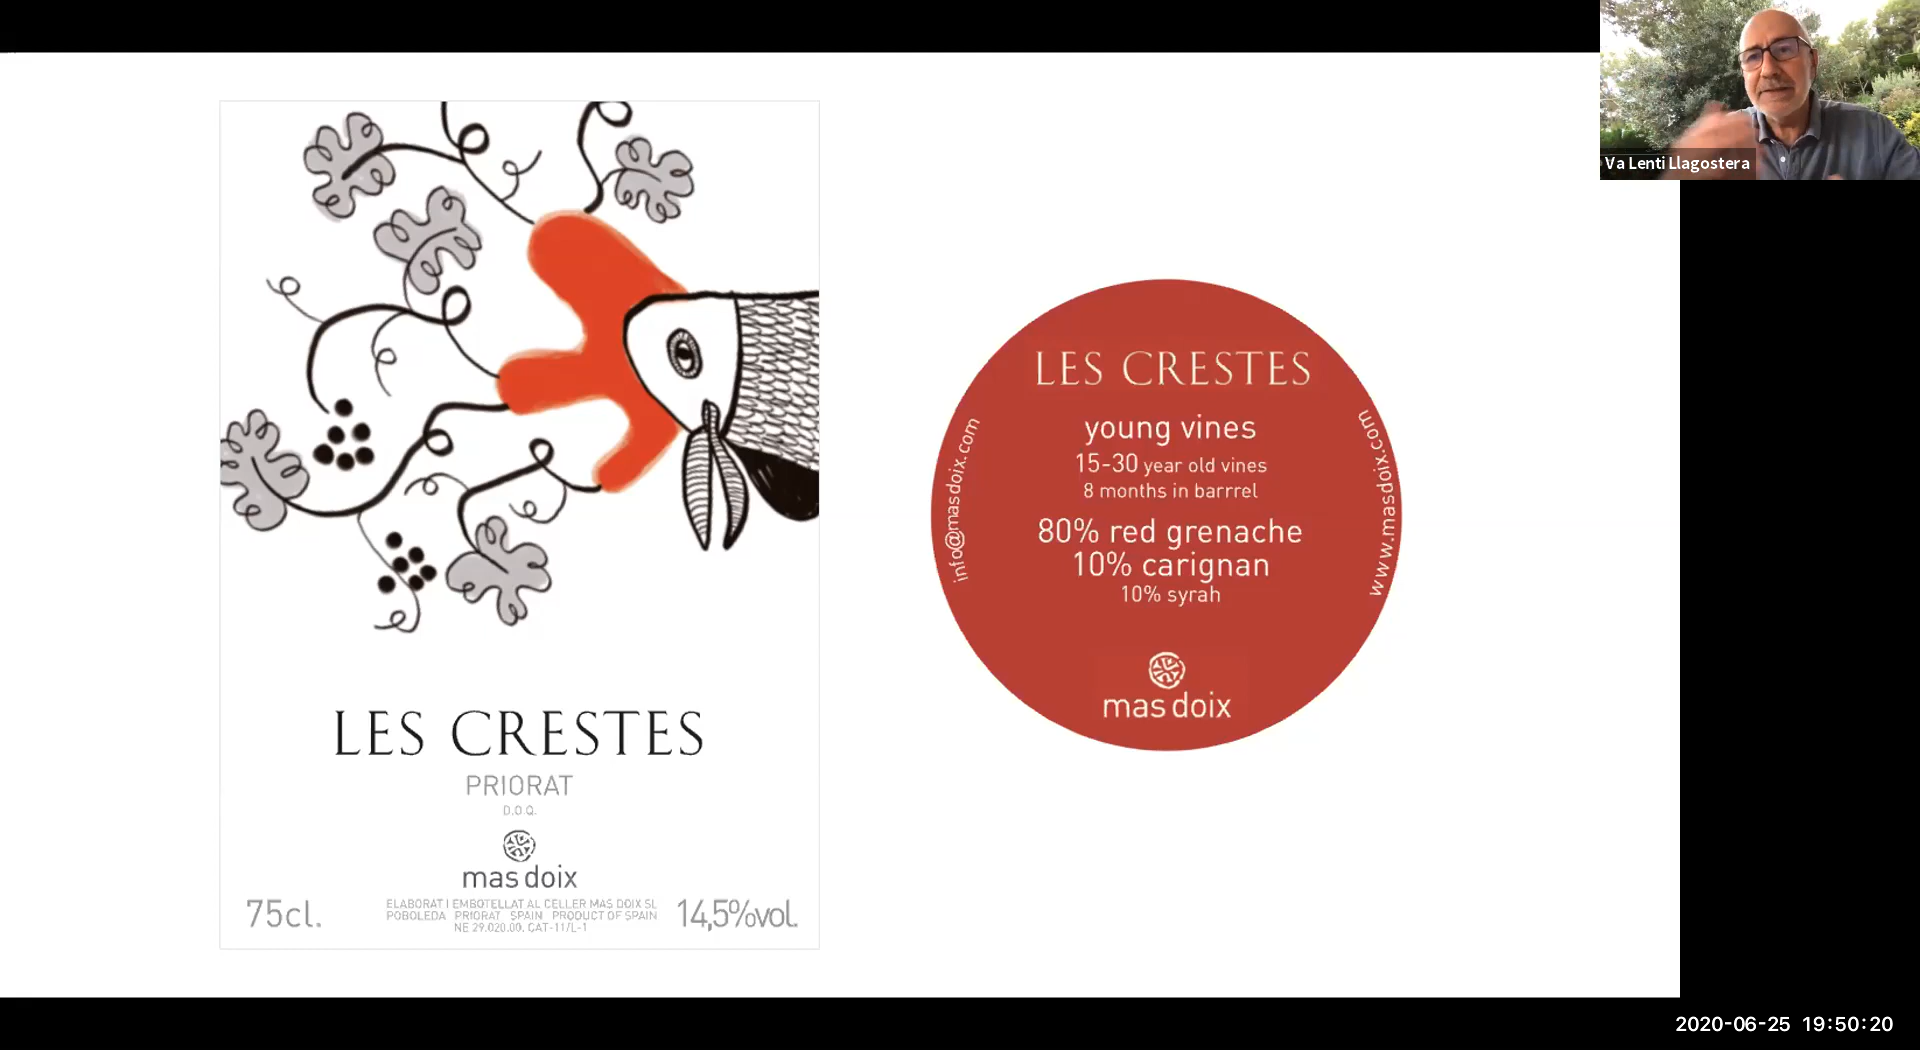 Va Lenti Llagostera
LES CRESTES
PRIORAT
D.O.Q.
mas doix
75cl.
ELABORAT I EMBOTELLAT AL CELLER MAS DOIX SL
POBOLEDA PRIORAT SPAIN PRODUCT OF SPAIN
NE 29.020.00. CAT-11/L-1
14,5%vol.
LES CRESTES
young vines
15-30 year old vines
8 months in barrrel
80% red grenache
10% carignan
10% syrah
info@masdoix.com
www.masdoix.com
mas doix
2020-06-25 19:50:20